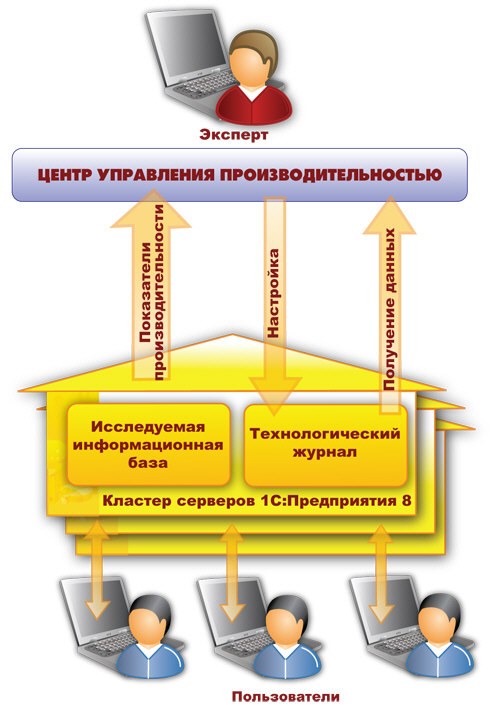 Эксперт
ЦЕНТР УПРАВЛЕНИЯ ПРОИЗВОДИТЕЛЬНОСТЬЮ
Показатели
производительности
Настройка
Получение данных
Исследуемая
информационная
база
Технологический
журнал
Кластер серверов 1С:Предприятия 8
Пользователи